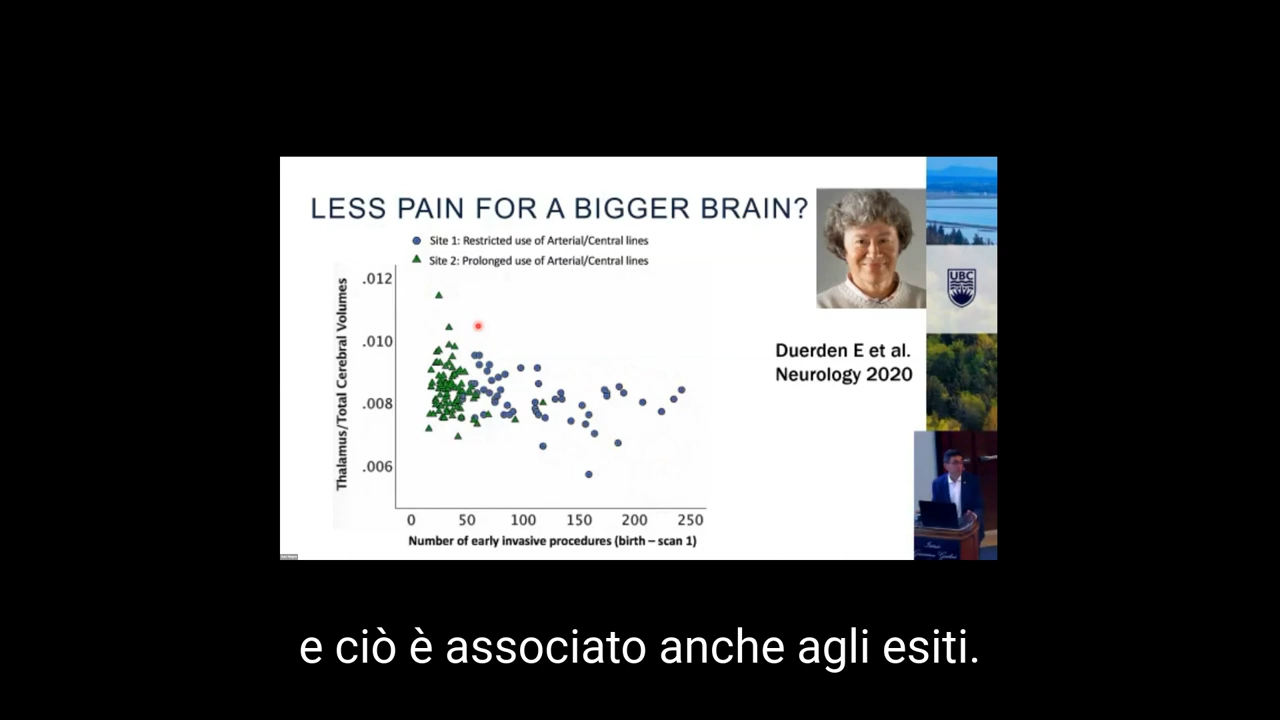 LESS PAIN FOR A BIGGER BRAIN?
Site 1: Restricted use of Arterial/Central lines
Site 2: Prolonged use of Arterial/Central lines
Thalamus/Total Cerebral Volumes
.012
.010
.008
.006
0 50 100 150 200 250
Number of early invasive procedures (birth – scan 1)
UBC
Duerden E et al.
Neurology 2020
e ciò è associato anche agli esiti.